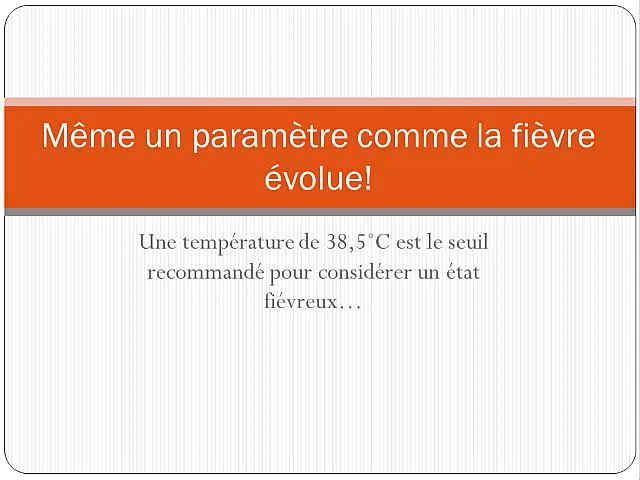 Même un paramètre comme la fièvre
évolue!
Une température de 38,5°C est le seuil
recommandé pour considérer un état
fiévreux…